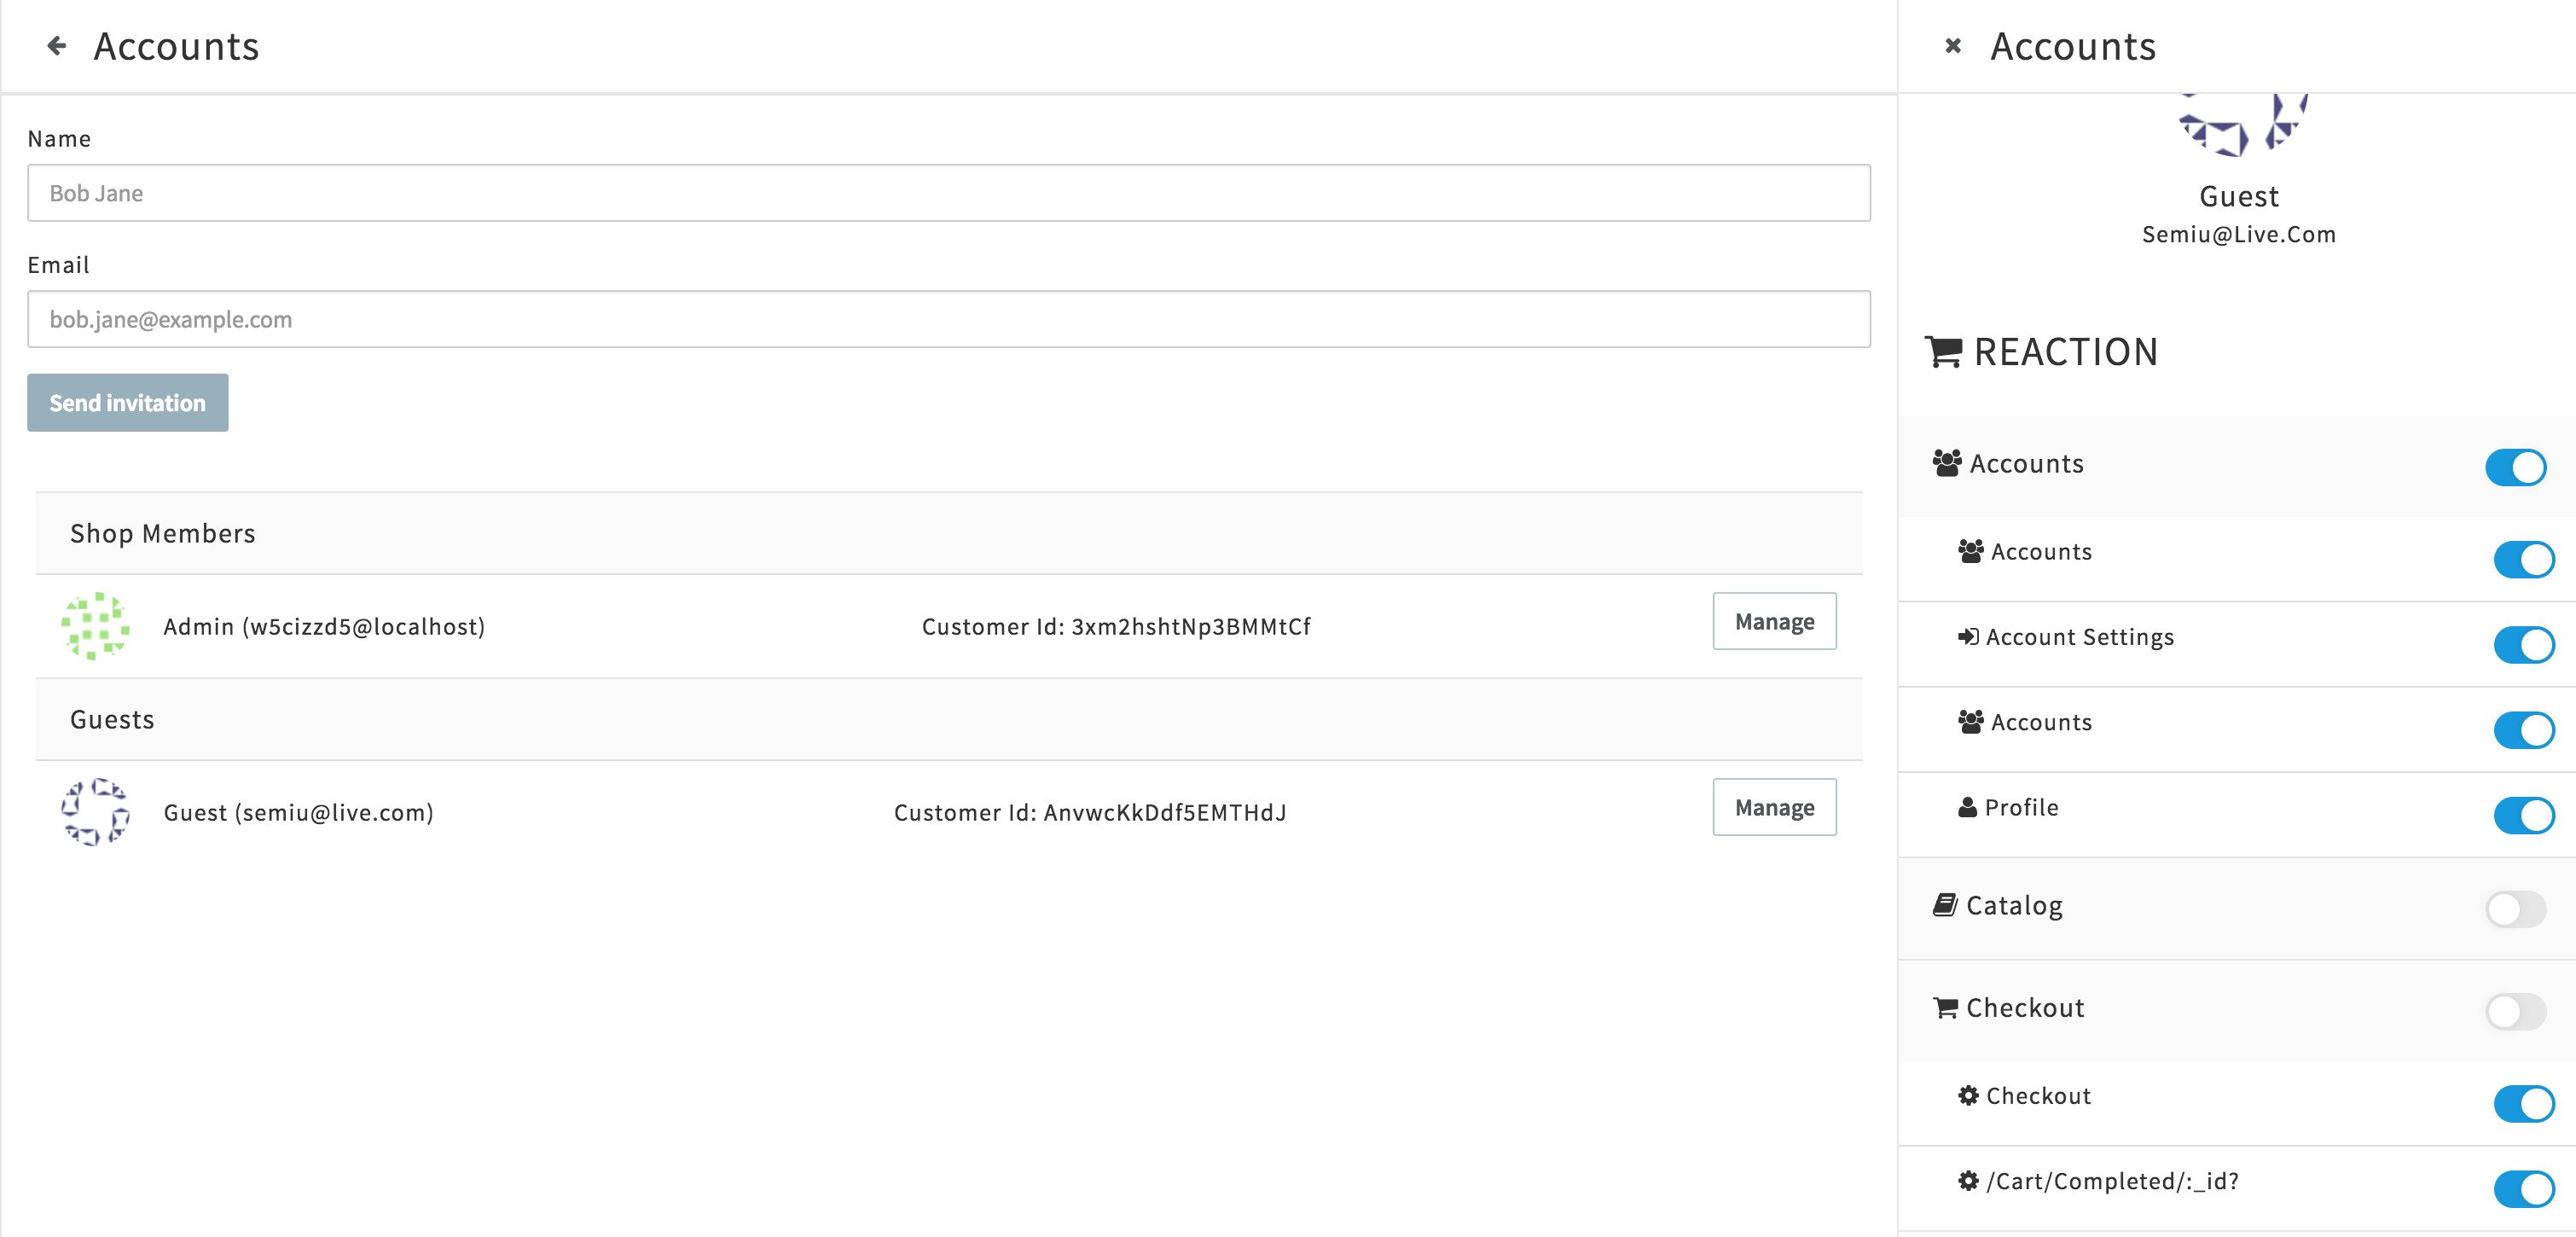 Accounts
Name
Bob Jane
Email
bob.jane@example.com
Send invitation
Shop Members
Admin (w5cizzd5@localhost)
Customer Id: 3xm2hshtNp3BMMtCf
Manage
Guests
Guest (semiu@live.com)
Customer Id: AnvwcKkDdf5EMTHdJ
Manage
Accounts
Guest
Semiu@Live.Com
REACTION
Accounts
Accounts
Account Settings
Accounts
Profile
Catalog
Checkout
Checkout
/Cart/Completed/:_id?